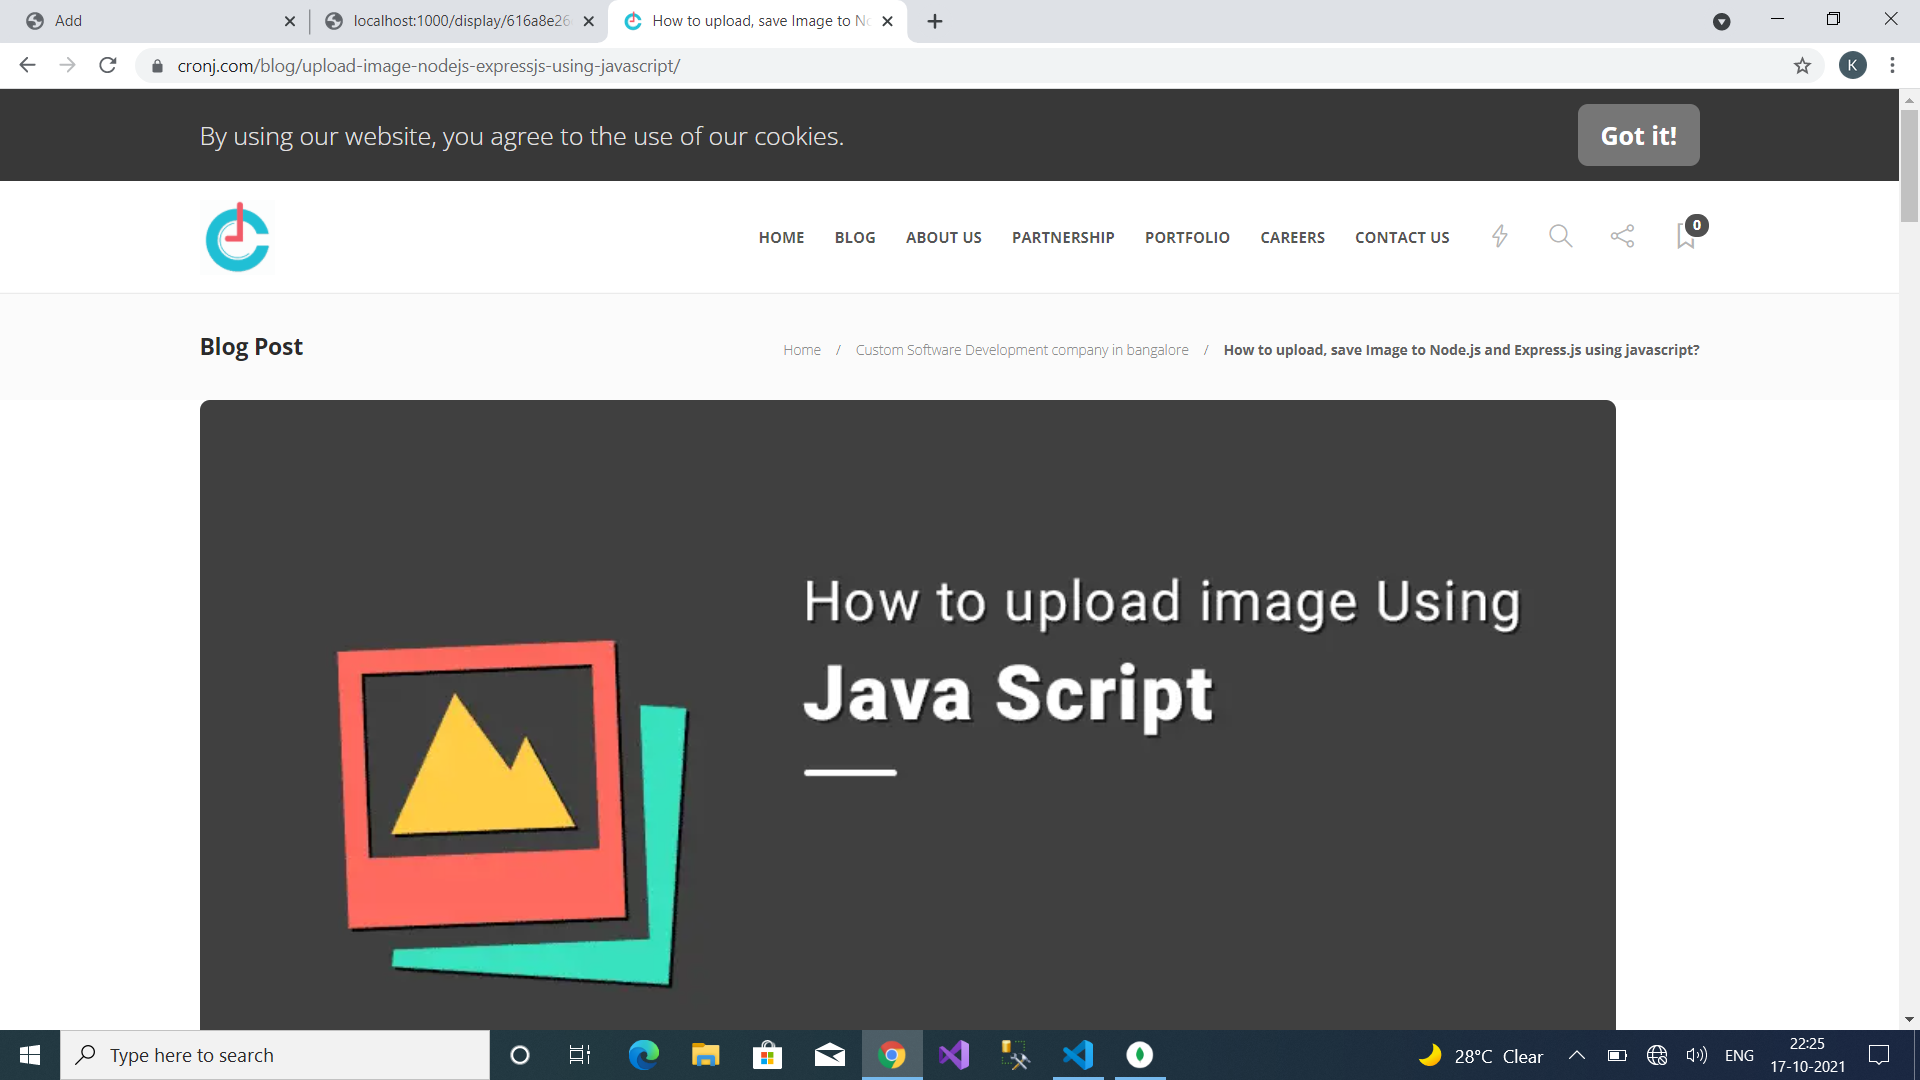 Add
localhost:1000/display/616a8e26
How to upload, save Image to No
cronj.com/blog/upload-image-nodejs-expressjs-using-javascript/
K
By using our website, you agree to the use of our cookies.
Got it!
HOME BLOG ABOUT US PARTNERSHIP PORTFOLIO CAREERS CONTACT US 0
Blog Post
Home / Custom Software Development company in bangalore / How to upload, save Image to Node.js and Express.js using javascript?
How to upload image Using
Java Script
Type here to search
28°C Clear
ENG
22:25
17-10-2021